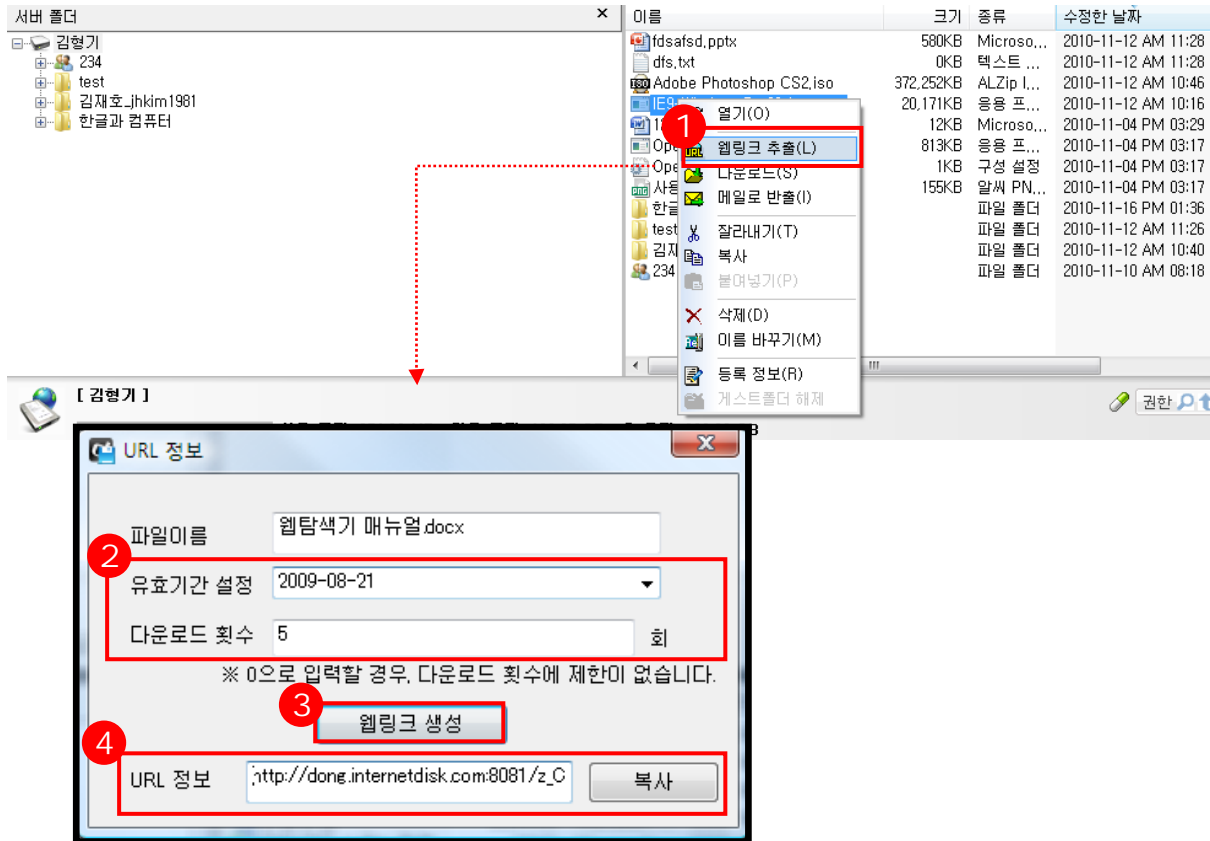 서버 폴더 ×
김형기
234
test
김재호_jhkim1981
한글과 컴퓨터
이름 크기 종류 수정한 날짜
fdsafsd.pptx 580KB Microso... 2010-11-12 AM 11:28
dfs.txt 0KB 텍스트 ... 2010-11-12 AM 11:28
Adobe Photoshop CS2.iso 372,252KB ALZip I... 2010-11-12 AM 10:46
20,171KB 응용 프... 2010-11-12 AM 10:16
12KB Microso... 2010-11-04 PM 03:29
813KB 응용 프... 2010-11-04 PM 03:17
1KB 구성 설정 2010-11-04 PM 03:17
155KB 알씨 PN... 2010-11-04 PM 03:17
파일 폴더 2010-11-16 PM 01:36
test 파일 폴더 2010-11-12 AM 11:26
파일 폴더 2010-11-12 AM 10:40
234 파일 폴더 2010-11-10 AM 08:18
열기(O)
1
웹링크 추출(L)
다운로드(S)
메일로 반출(I)
잘라내기(T)
복사
붙여넣기(P)
삭제(D)
이름 바꾸기(M)
등록 정보(R)
게스트폴더 해제
[ 김형기 ]
권한
URL 정보
파일이름 웹탐색기 매뉴얼.docx
2
유효기간 설정 2009-08-21
다운로드 횟수 5 회
※ 0으로 입력할 경우, 다운로드 횟수에 제한이 없습니다.
3
웹링크 생성
4
URL 정보 http://dong.internetdisk.com:8081/z_C 복사